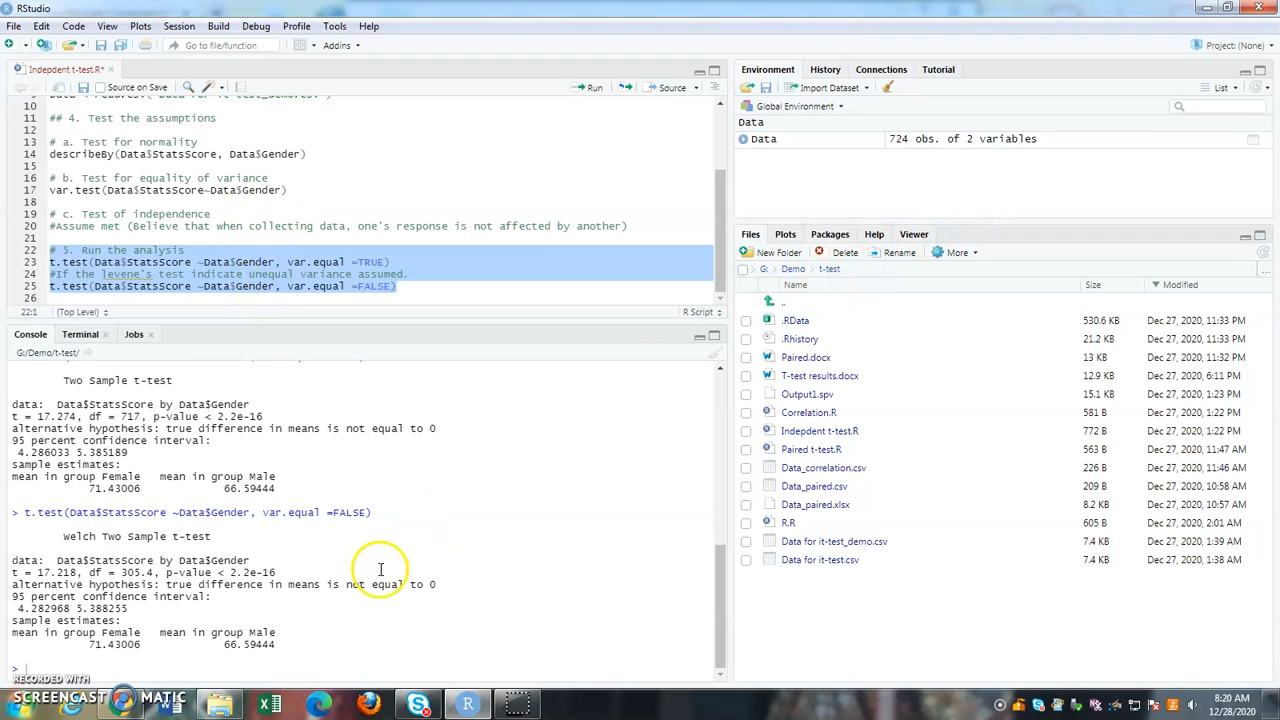 RStudio
File Edit Code View Plots Session Build Debug Profile Tools Help
Go to file/function Addins Project: (None)
Indepdent t-test.R*
Source on Save Run Source
10
11 ## 4. Test the assumptions
12
13 # a. Test for normality
14 describeBy(Data$StatsScore, Data$Gender)
15
16 # b. Test for equality of variance
17 var.test(Data$StatsScore~Data$Gender)
18
19 # c. Test of independence
20 #Assume met (Believe that when collecting data, one's response is not affected by another)
21
22 # 5. Run the analysis
23 t.test(Data$StatsScore ~Data$Gender, var.equal =TRUE)
24 #If the levene's test indicate unequal variance assumed.
25 t.test(Data$StatsScore ~Data$Gender, var.equal =FALSE)
26
22:1 (Top Level) R Script
Console Terminal Jobs
G:/Demo/t-test/
Two Sample t-test
data: Data$StatsScore by Data$Gender
t = 17.274, df = 717, p-value < 2.2e-16
alternative hypothesis: true difference in means is not equal to 0
95 percent confidence interval:
4.286033 5.385189
sample estimates:
mean in group Female mean in group Male
71.43006 66.59444
> t.test(Data$StatsScore ~Data$Gender, var.equal =FALSE)
Welch Two Sample t-test
data: Data$StatsScore by Data$Gender
t = 17.218, df = 305.4, p-value < 2.2e-16
alternative hypothesis: true difference in means is not equal to 0
95 percent confidence interval:
4.282968 5.388255
sample estimates:
mean in group Female mean in group Male
71.43006 66.59444
>
Environment History Connections Tutorial
Import Dataset List
Global Environment
Data
Data 724 obs. of 2 variables
Files Plots Packages Help Viewer
New Folder Delete Rename More
G: Demo t-test ...
Name Size Modified
..
.RData 530.6 KB Dec 27, 2020, 11:33 PM
.Rhistory 21.2 KB Dec 27, 2020, 11:33 PM
Paired.docx 13 KB Dec 27, 2020, 11:32 PM
T-test results.docx 12.9 KB Dec 27, 2020, 6:11 PM
Output1.spv 15.1 KB Dec 27, 2020, 1:23 PM
Correlation.R 581 B Dec 27, 2020, 1:22 PM
Indepdent t-test.R 772 B Dec 27, 2020, 1:22 PM
Paired t-test.R 563 B Dec 27, 2020, 11:47 AM
Data_correlation.csv 226 B Dec 27, 2020, 11:46 AM
Data_paired.csv 209 B Dec 27, 2020, 10:58 AM
Data_paired.xlsx 8.2 KB Dec 27, 2020, 10:57 AM
R.R 605 B Dec 27, 2020, 2:01 AM
Data for it-test_demo.csv 7.4 KB Dec 27, 2020, 1:39 AM
Data for it-test.csv 7.4 KB Dec 27, 2020, 1:38 AM
RECORDED WITH
SCREENCAST MATIC
8:20 AM
12/28/2020